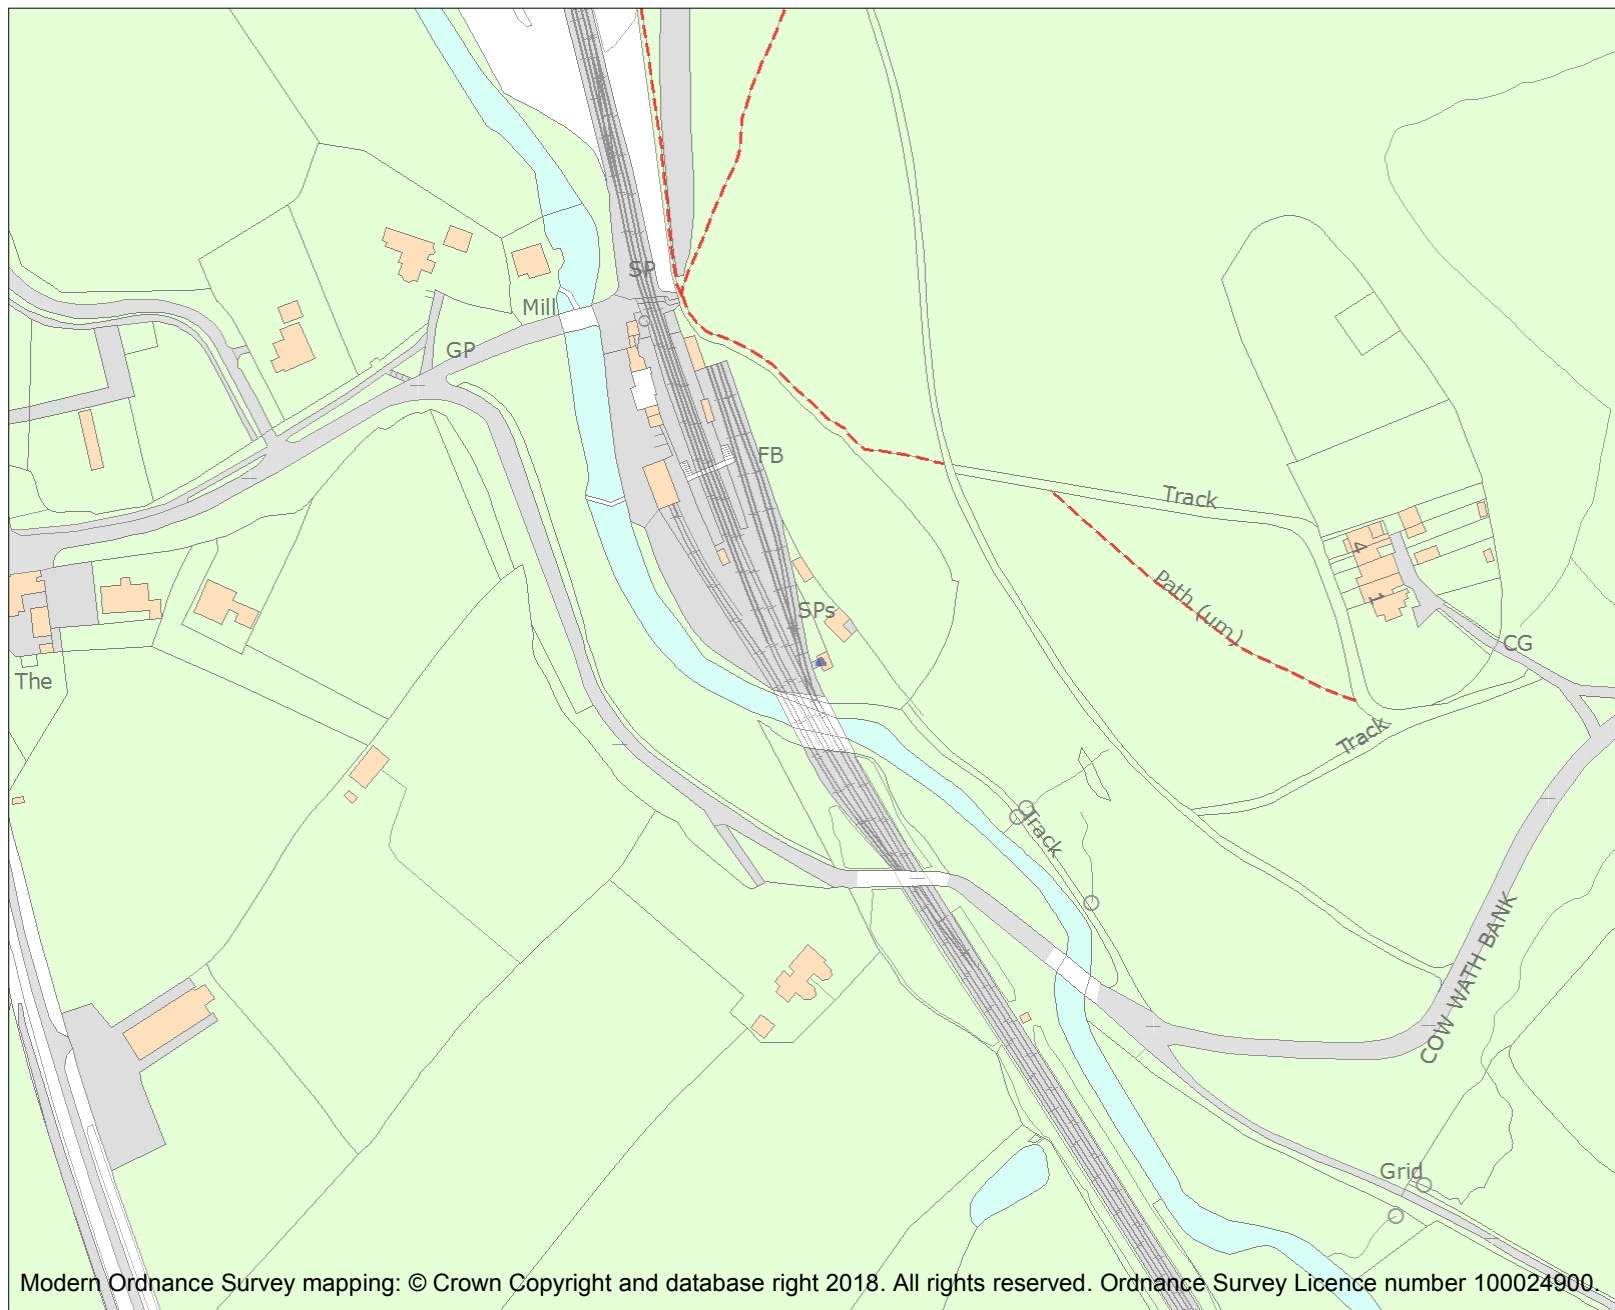 SP
Mill
GP
FB
Track
4
1
Path (um)
SPs
CG
The
Track
Track
COW WATH BANK
Grid
Modern Ordnance Survey mapping: © Crown Copyright and database right 2018. All rights reserved. Ordnance Survey Licence number 100024900.